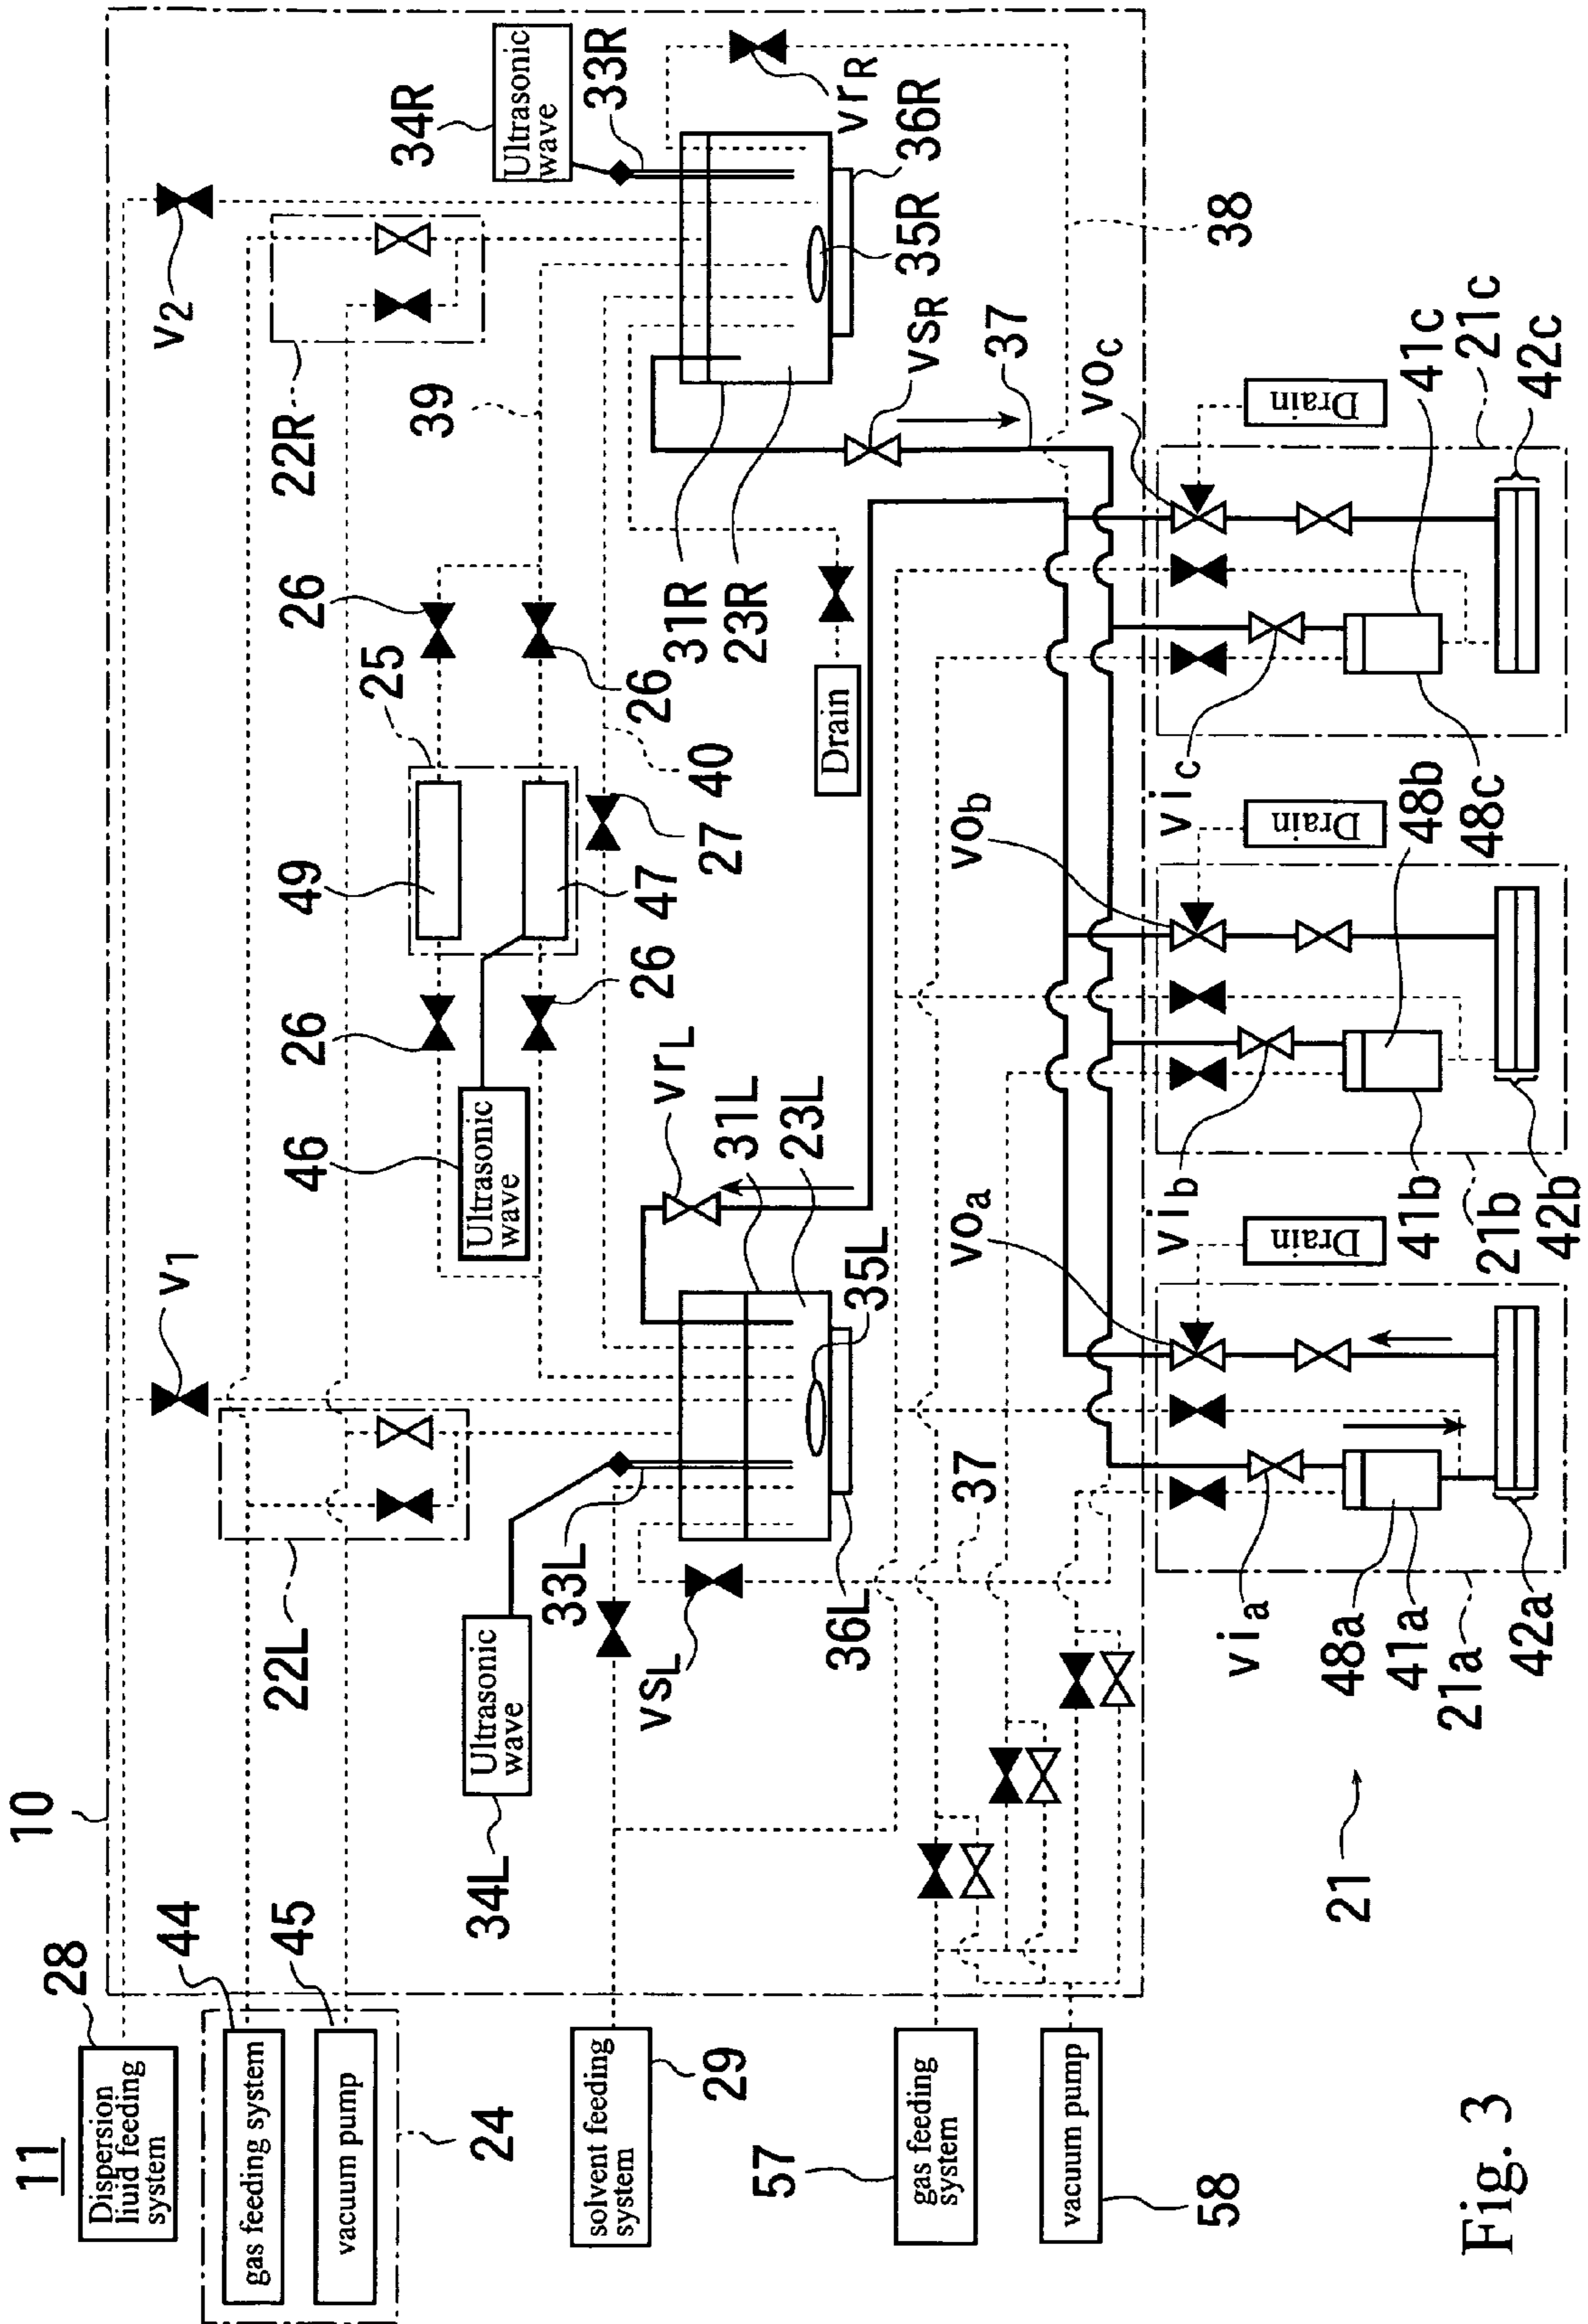 11
10
Dispersion
liuid feeding
system
28
v1
v2
44
gas feeding system
45
vacuum pump
24
22L
22R
26
49
25
26
34R
Ultrasonic
wave
39
46
Ultrasonic
wave
34L
Ultrasonic
wave
33L
33R
solvent feeding
system
29
vsL
vrL
26
47
26
27
40
31L
23L
35L
36L
31R
23R
Drain
vrR
36R
35R
vsR
37
38
57
gas feeding
system
37
voa
vob
voc
vacuum pump
58
via
vib
vic
Drain
Drain
Drain
21
48a
41a
21a
42a
41b
21b
42b
48b
48c
41c
21c
42c
Fig. 3